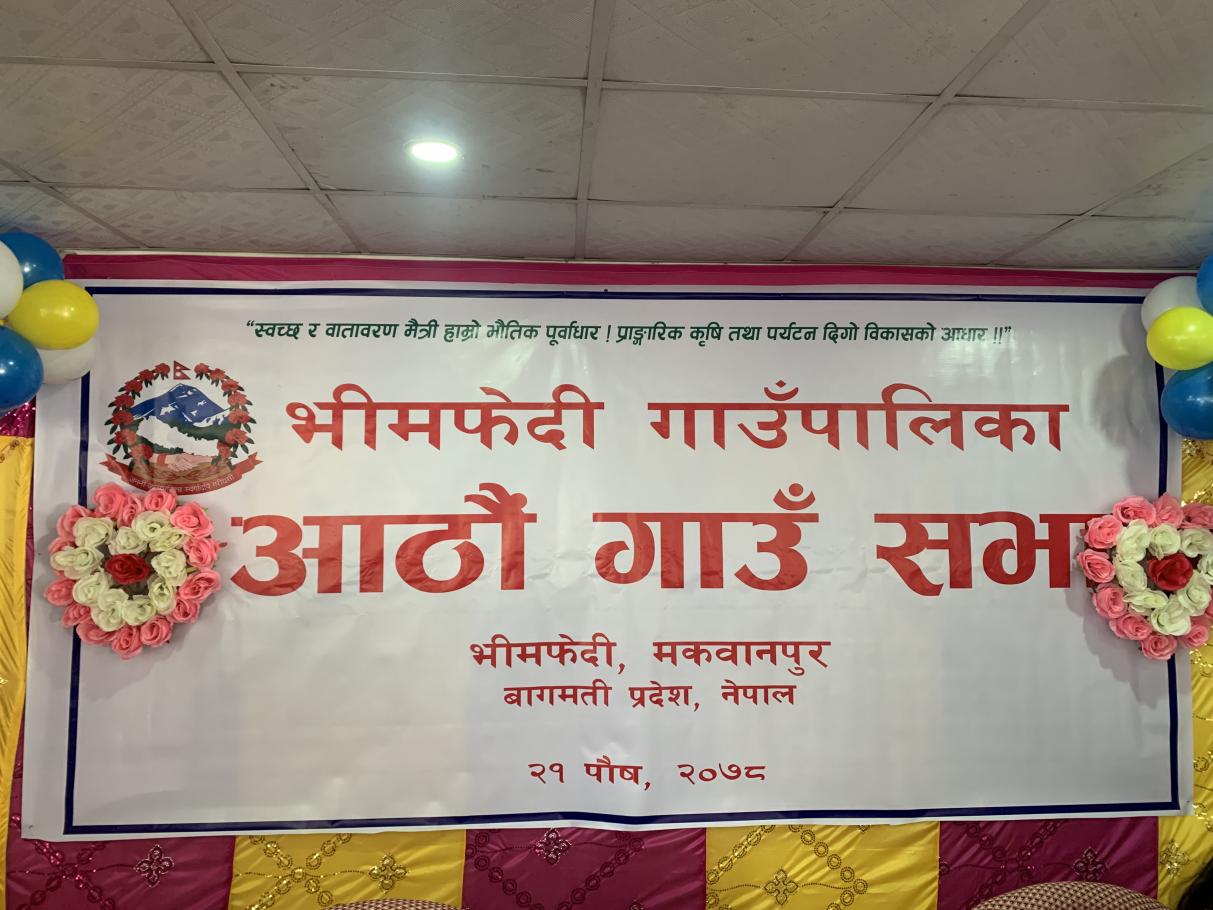 “स्वच्छ र वातावरण मैत्री हाम्रो भौतिक पूर्वाधार ! प्राङ्गारिक कृषि तथा पर्यटन दिगो विकासको आधार !!”
भीमफेदी गाउँपालिका
आठौं गाउँ सभा
भीमफेदी, मकवानपुर
बागमती प्रदेश, नेपाल
२१ पौष, २०७८